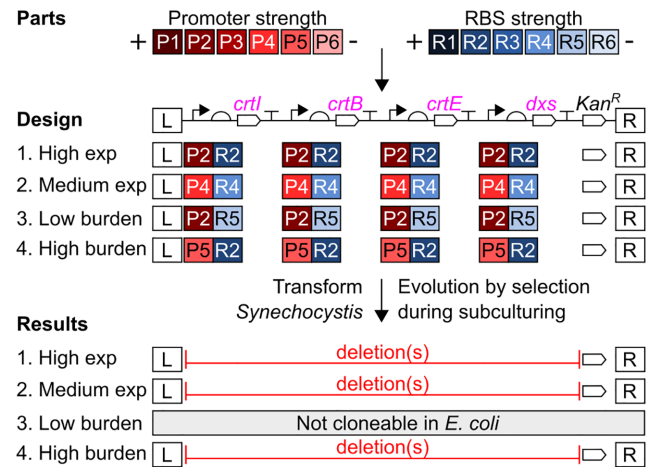 Parts Promoter strength RBS strength
+ P1 P2 P3 P4 P5 P6 - + R1 R2 R3 R4 R5 R6 -
Design L crtI crtB crtE dxs Kan^R R
1. High exp L P2 R2 P2 R2 P2 R2 P2 R2 R
2. Medium exp L P4 R4 P4 R4 P4 R4 P4 R4 R
3. Low burden L P2 R5 P2 R5 P2 R5 P2 R5 R
4. High burden L P5 R2 P5 R2 P5 R2 P5 R2 R
Transform Evolution by selection
Synechocystis during subculturing
Results
1. High exp L deletion(s) R
2. Medium exp L deletion(s) R
3. Low burden Not cloneable in E. coli
4. High burden L deletion(s) R